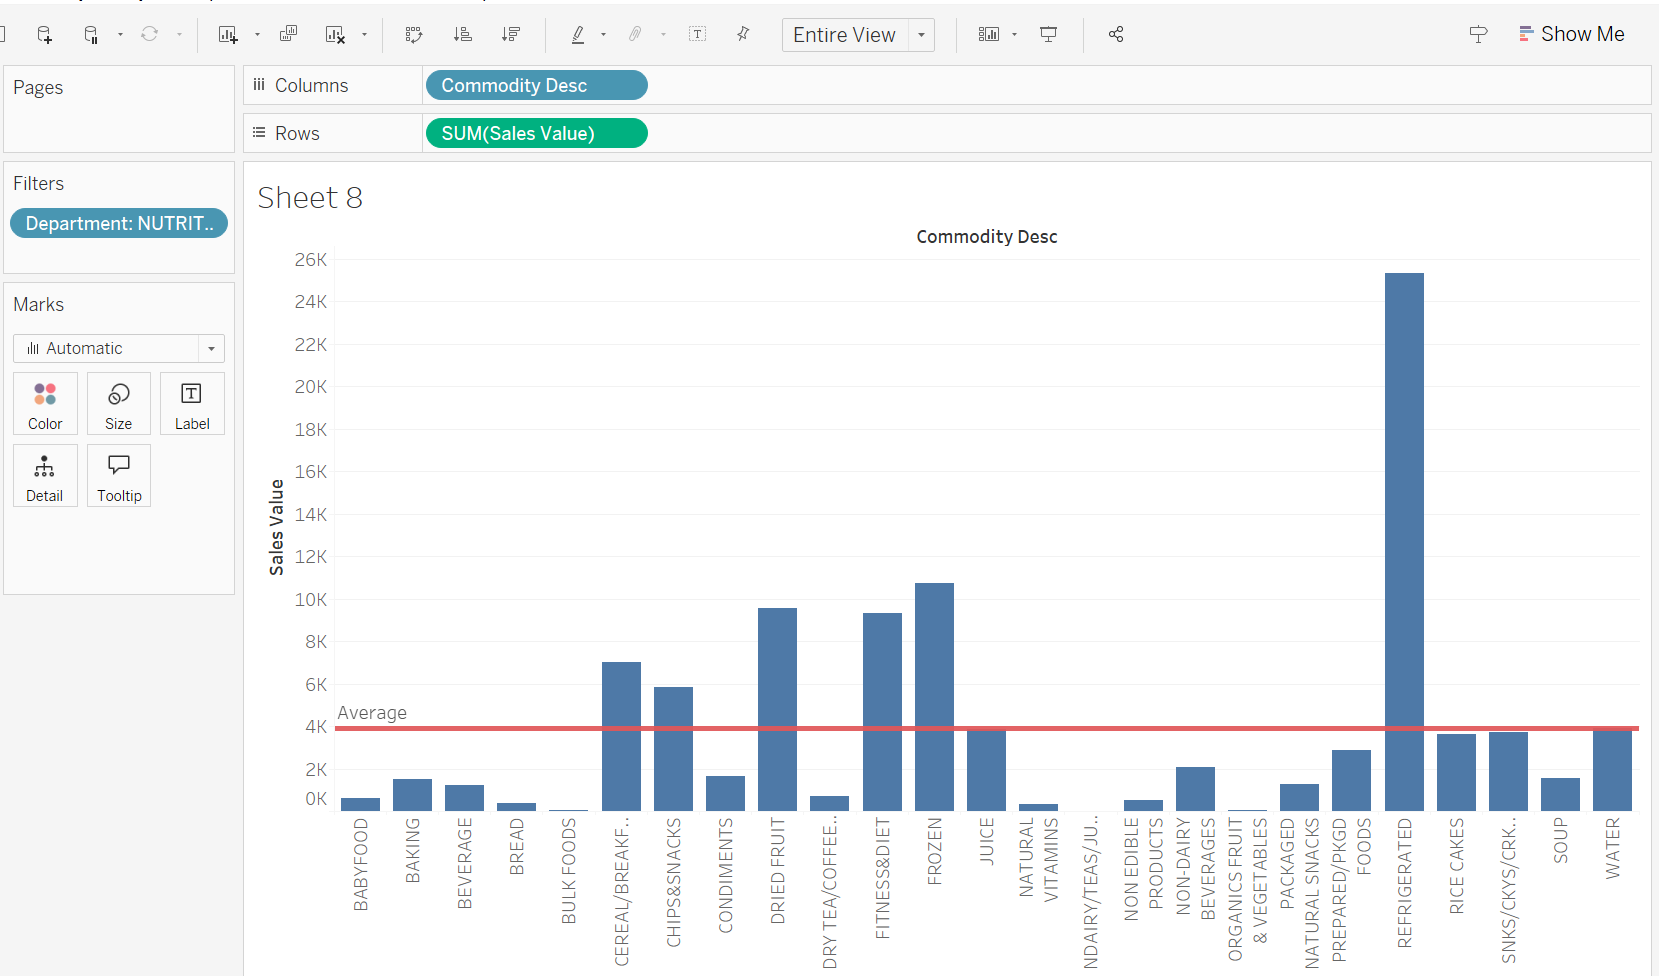 Entire View
Show Me
Pages
Columns
Commodity Desc
Rows
SUM(Sales Value)
Filters
Department: NUTRIT..
Marks
Automatic
Color
Size
Label
Detail
Tooltip
Sheet 8
Commodity Desc
Sales Value
26K
24K
22K
20K
18K
16K
14K
12K
10K
8K
6K
4K
2K
0K
Average
BABYFOOD
BAKING
BEVERAGE
BREAD
BULK FOODS
CEREAL/BREAKF..
CHIPS&SNACKS
CONDIMENTS
DRIED FRUIT
DRY TEA/COFFEE..
FITNESS&DIET
FROZEN
JUICE
NATURAL
VITAMINS
NDAIRY/TEAS/JU..
NON EDIBLE
PRODUCTS
NON-DAIRY
BEVERAGES
ORGANICS FRUIT
& VEGETABLES
PACKAGED
NATURAL SNACKS
PREPARED/PKGD
FOODS
REFRIGERATED
RICE CAKES
SNKS/CKYS/CRK..
SOUP
WATER